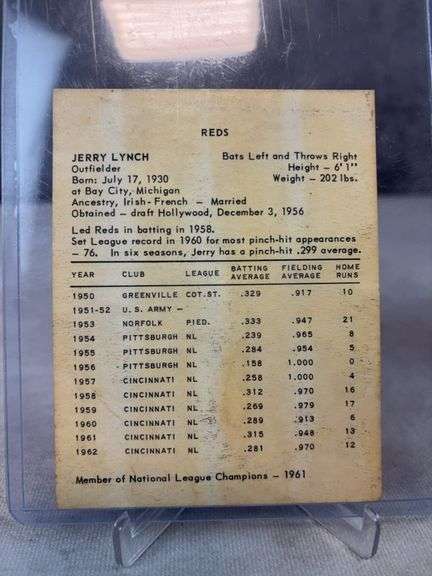 REDS
JERRY LYNCH Bats Left and Throws Right
Outfielder Height – 6' 1"
Born: July 17, 1930 Weight – 202 lbs.
at Bay City, Michigan
Ancestry, Irish-French – Married
Obtained – draft Hollywood, December 3, 1956
Led Reds in batting in 1958.
Set League record in 1960 for most pinch-hit appearances
– 76. In six seasons, Jerry has a pinch-hit .299 average.
YEAR CLUB LEAGUE BATTING AVERAGE FIELDING AVERAGE HOME RUNS
1950 GREENVILLE COT.ST. .329 .917 10
1951-52 U.S. ARMY –
1953 NORFOLK PIED. .333 .947 21
1954 PITTSBURGH NL .239 .965 8
1955 PITTSBURGH NL .284 .954 5
1956 PITTSBURGH NL .158 1.000 0
1957 CINCINNATI NL .258 1.000 4
1958 CINCINNATI NL .312 .970 16
1959 CINCINNATI NL .269 .979 17
1960 CINCINNATI NL .289 .913 6
1961 CINCINNATI NL .315 .948 13
1962 CINCINNATI NL .281 .970 12
Member of National League Champions – 1961